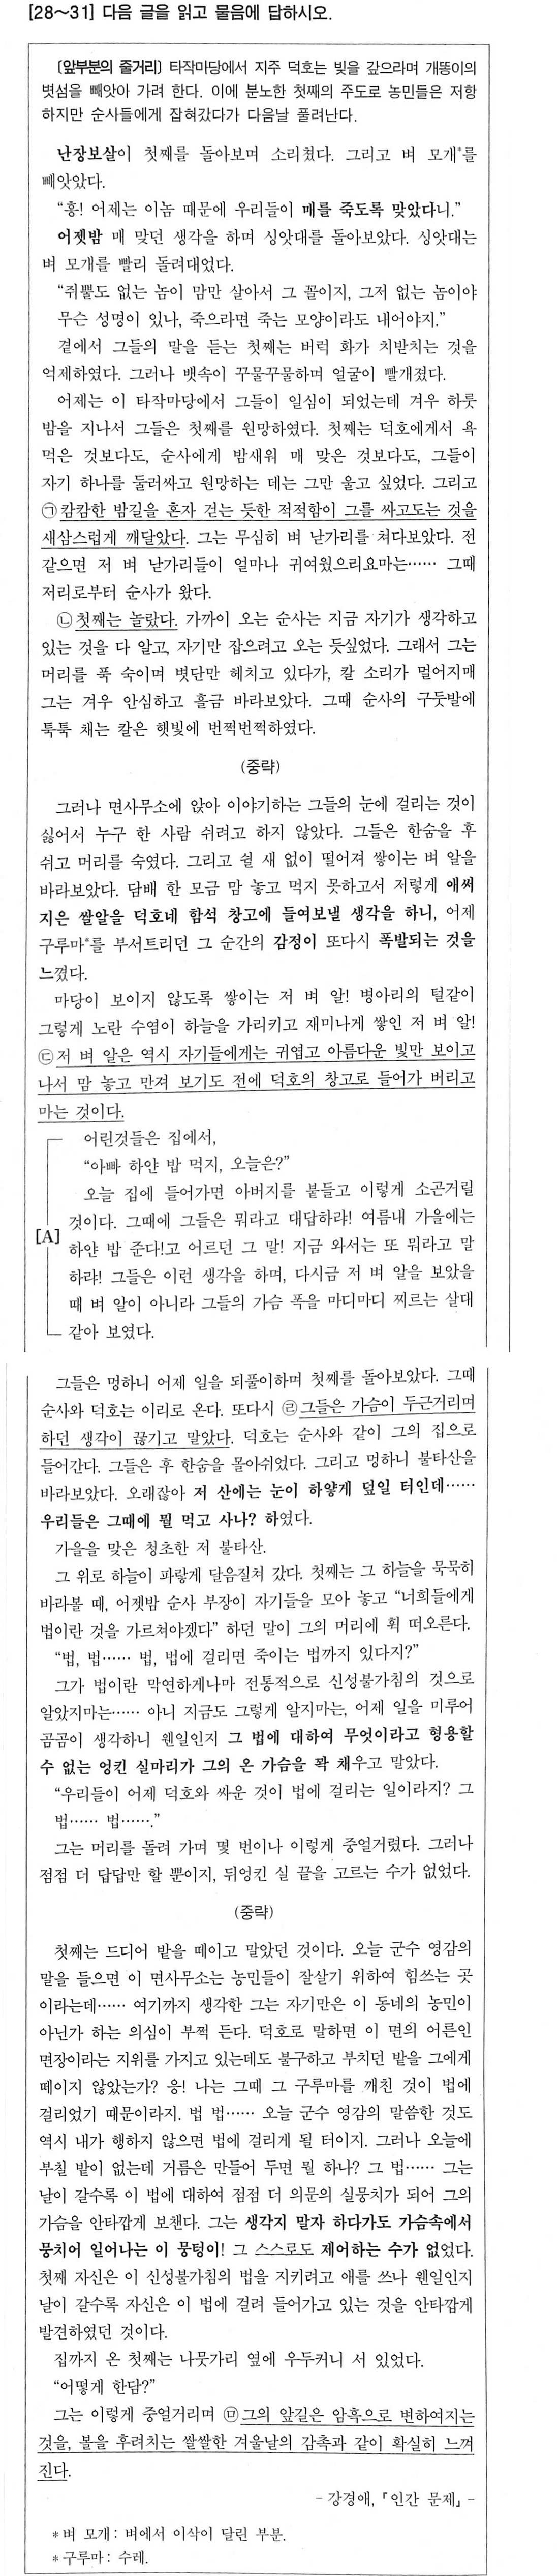 [28～31] 다음 글을 읽고 물음에 답하시오.
[앞부분의 줄거리] 타작마당에서 지주 덕호는 빚을 갚으라며 개똥이의
볏섬을 빼앗아 가려 한다. 이에 분노한 첫째의 주도로 농민들은 저항
하지만 순사들에게 잡혀갔다가 다음날 풀려난다.
난장보살이 첫째를 돌아보며 소리쳤다. 그리고 벼 모개*를
빼앗았다.
“흥! 어제는 이놈 때문에 우리들이 매를 죽도록 맞았다니.”
어젯밤 매 맞던 생각을 하며 싱앗대를 돌아보았다. 싱앗대는
벼 모개를 빨리 돌려대었다.
“쥐뿔도 없는 놈이 맘만 살아서 그 꼴이지, 그저 없는 놈이야
무슨 성명이 있나, 죽으라면 죽는 모양이라도 내어야지.”
곁에서 그들의 말을 듣는 첫째는 버럭 화가 치받치는 것을
억제하였다. 그러나 뱃속이 꾸물꾸물하며 얼굴이 빨개졌다.
어제는 이 타작마당에서 그들이 일심이 되었는데 겨우 하룻
밤을 지나서 그들은 첫째를 원망하였다. 첫째는 덕호에게서 욕
먹은 것보다도, 순사에게 밤새워 매 맞은 것보다도, 그들이
자기 하나를 둘러싸고 원망하는 데는 그만 울고 싶었다. 그리고
㉠ 캄캄한 밤길을 혼자 걷는 듯한 적적함이 그를 싸고도는 것을
새삼스럽게 깨달았다. 그는 무심히 벼 낟가리를 쳐다보았다. 전
같으면 저 벼 낟가리들이 얼마나 귀여웠으리요마는…… 그때
저리로부터 순사가 왔다.
㉡ 첫째는 놀랐다. 가까이 오는 순사는 지금 자기가 생각하고
있는 것을 다 알고, 자기만 잡으려고 오는 듯싶었다. 그래서 그는
머리를 푹 숙이며 볏단만 헤치고 있다가, 칼 소리가 멀어지매
그는 겨우 안심하고 흘금 바라보았다. 그때 순사의 구둣발에
툭툭 채는 칼은 햇빛에 번쩍번쩍하였다.
(중략)
그러나 면사무소에 앉아 이야기하는 그들의 눈에 걸리는 것이
싫어서 누구 한 사람 쉬려고 하지 않았다. 그들은 한숨을 후
쉬고 머리를 숙였다. 그리고 쉴 새 없이 떨어져 쌓이는 벼 알을
바라보았다. 담배 한 모금 맘 놓고 먹지 못하고서 저렇게 애써
지은 쌀알을 덕호네 함석 창고에 들여보낼 생각을 하니, 어제
구루마*를 부서트리던 그 순간의 감정이 또다시 폭발되는 것을
느꼈다.
마당이 보이지 않도록 쌓이는 저 벼 알! 병아리의 털같이
그렇게 노란 수염이 하늘을 가리키고 재미나게 쌓인 저 벼 알!
㉢ 저 벼 알은 역시 자기들에게는 귀엽고 아름다운 빛만 보이고
나서 맘 놓고 만져 보기도 전에 덕호의 창고로 들어가 버리고
마는 것이다.
어린것들은 집에서,
“아빠 하얀 밥 먹지, 오늘은?”
오늘 집에 들어가면 아버지를 붙들고 이렇게 소곤거릴
[A] 것이다. 그때에 그들은 뭐라고 대답하랴! 여름내 가을에는
하얀 밥 준다!고 어르던 그 말! 지금 와서는 또 뭐라고 말
하랴! 그들은 이런 생각을 하며, 다시금 저 벼 알을 보았을
때 벼 알이 아니라 그들의 가슴 폭을 마디마디 찌르는 살대
같아 보였다.
그들은 멍하니 어제 일을 되풀이하며 첫째를 돌아보았다. 그때
순사와 덕호는 이리로 온다. 또다시 ㉣ 그들은 가슴이 두근거리며
하던 생각이 끊기고 말았다. 덕호는 순사와 같이 그의 집으로
들어간다. 그들은 후 한숨을 몰아쉬었다. 그리고 멍하니 불타산을
바라보았다. 오래잖아 저 산에는 눈이 하얗게 덮일 터인데……
우리들은 그때에 뭘 먹고 사나? 하였다.
가을을 맞은 청초한 저 불타산.
그 위로 하늘이 파랗게 달음질쳐 갔다. 첫째는 그 하늘을 묵묵히
바라볼 때, 어젯밤 순사 부장이 자기들을 모아 놓고 “너희들에게
법이란 것을 가르쳐야겠다” 하던 말이 그의 머리에 획 떠오른다.
“법, 법…… 법, 법에 걸리면 죽이는 법까지 있다지?”
그가 법이란 막연하게나마 전통적으로 신성불가침의 것으로
알았지마는…… 아니 지금도 그렇게 알지마는, 어제 일을 미루어
곰곰이 생각하니 웬일인지 그 법에 대하여 무엇이라고 형용할
수 없는 엉킨 실마리가 그의 온 가슴을 꽉 채우고 말았다.
“우리들이 어제 덕호와 싸운 것이 법에 걸리는 일이라지? 그
법…… 법…….”
그는 머리를 돌려 가며 몇 번이나 이렇게 중얼거렸다. 그러나
점점 더 답답만 할 뿐이지, 뒤엉킨 실 끝을 고르는 수가 없었다.
(중략)
첫째는 드디어 밭을 떼이고 말았던 것이다. 오늘 군수 영감의
말을 들으면 이 면사무소는 농민들이 잘살기 위하여 힘쓰는 곳
이라는데…… 여기까지 생각한 그는 자기만은 이 동네의 농민이
아닌가 하는 의심이 부쩍 든다. 덕호로 말하면 이 면의 어른인
면장이라는 지위를 가지고 있는데도 불구하고 부치던 밭을 그에게
떼이지 않았는가? 응! 나는 그때 그 구루마를 깨친 것이 법에
걸리었기 때문이라지. 법 법…… 오늘 군수 영감의 말씀한 것도
역시 내가 행하지 않으면 법에 걸리게 될 터이지. 그러나 오늘에
부칠 밭이 없는데 거름은 만들어 두면 뭘 하나? 그 법…… 그는
날이 갈수록 이 법에 대하여 점점 더 의문의 실뭉치가 되어 그의
가슴을 안타깝게 보챈다. 그는 생각지 말자 하다가도 가슴속에서
뭉치어 일어나는 이 뭉텅이! 그 스스로도 제어하는 수가 없었다.
첫째 자신은 이 신성불가침의 법을 지키려고 애를 쓰나 웬일인지
날이 갈수록 자신은 이 법에 걸려 들어가고 있는 것을 안타깝게
발견하였던 것이다.
집까지 온 첫째는 나뭇가리 옆에 우두커니 서 있었다.
“어떻게 한담?”
그는 이렇게 중얼거리며 ㉤ 그의 앞길은 암흑으로 변하여지는
것을, 볼을 후려치는 쌀쌀한 겨울날의 감촉과 같이 확실히 느껴
진다.
- 강경애, 「인간 문제」 -
* 벼 모개: 벼에서 이삭이 달린 부분.
* 구루마: 수레.